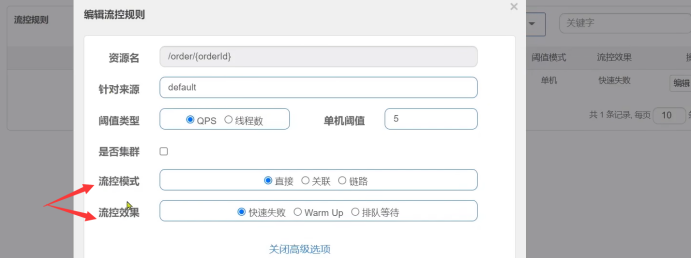 流控规则
编辑流控规则
×
关键字
资源名 /order/{orderId}
针对来源 default
阈值类型 QPS 线程数 单机阈值 5
是否集群
流控模式 直接 关联 链路
流控效果 快速失败 Warm Up 排队等待
关闭高级选项
阈值模式 流控效果
单机 快速失败 编辑
共 1 条记录, 每页 10